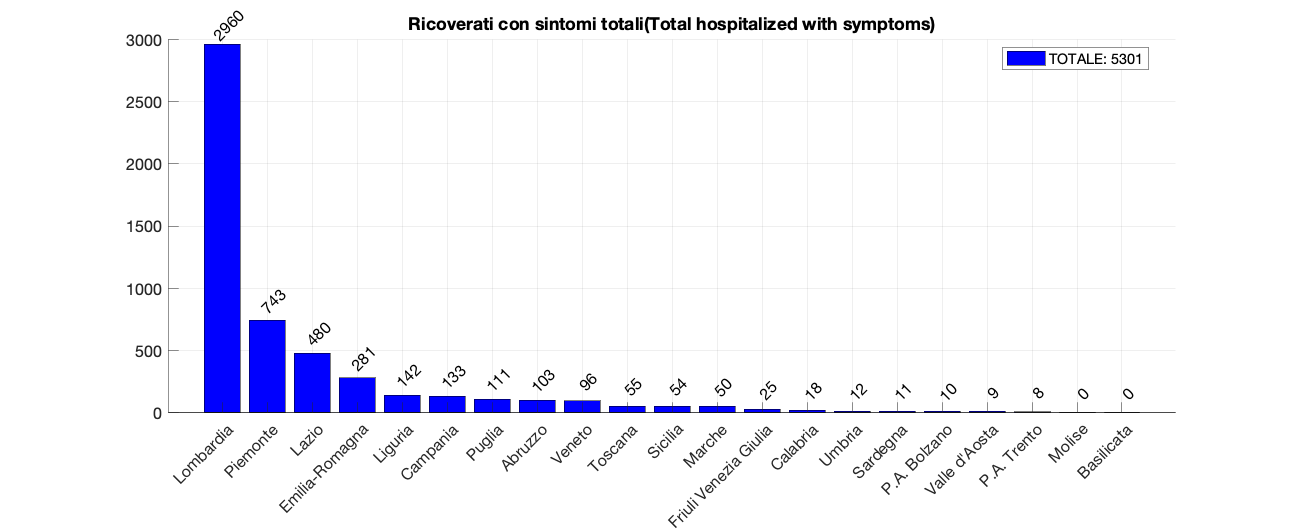 Ricoverati con sintomi totali(Total hospitalized with symptoms)
TOTALE: 5301
3000
2500
2000
1500
1000
500
0
2960
743
480
281
142
133
111
103
96
55
54
50
25
18
12
11
10
9
8
0
0
Lombardia
Piemonte
Lazio
Emilia-Romagna
Liguria
Campania
Puglia
Abruzzo
Veneto
Toscana
Sicilia
Marche
Friuli Venezia Giulia
Calabria
Umbria
Sardegna
P.A. Bolzano
Valle d'Aosta
P.A. Trento
Molise
Basilicata